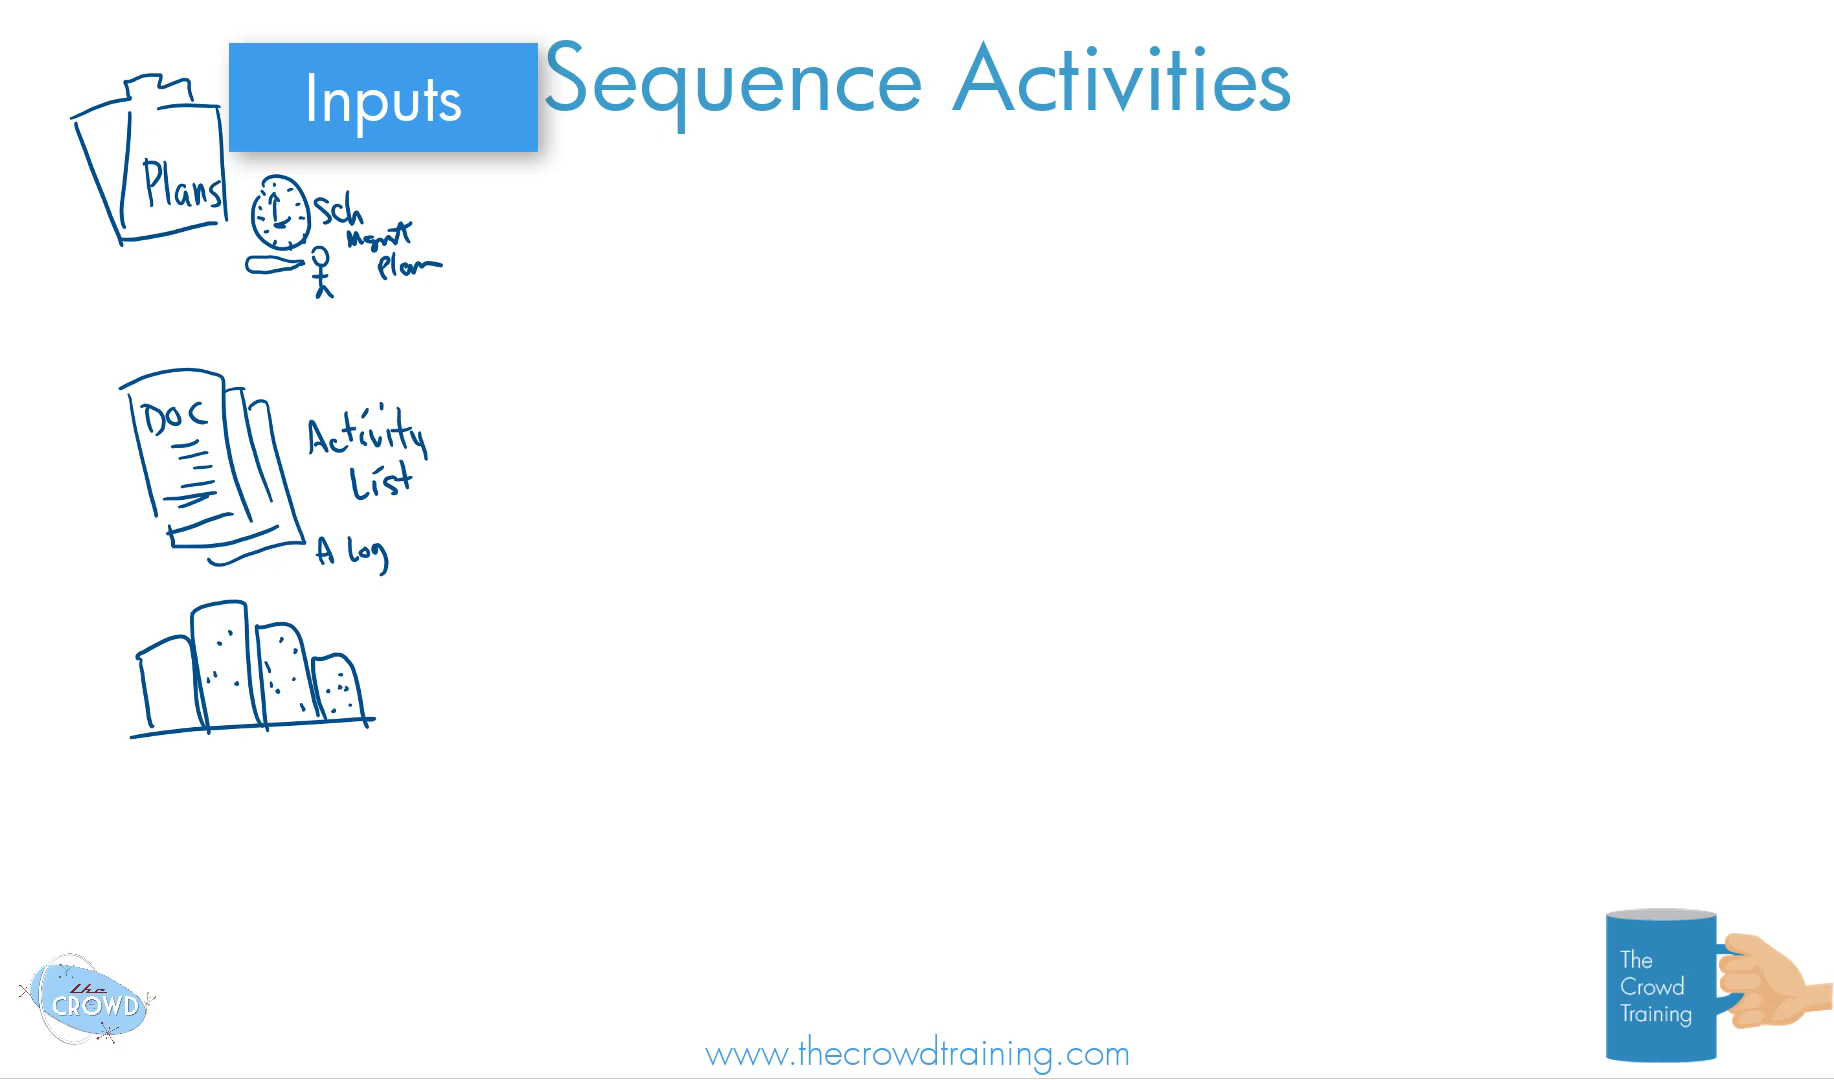 Sequence Activities
Inputs
Plans
Sch
Mgmt
Plan
DOC
Activity
List
A Log
the
CROWD
The
Crowd
Training
www.thecrowdtraining.com